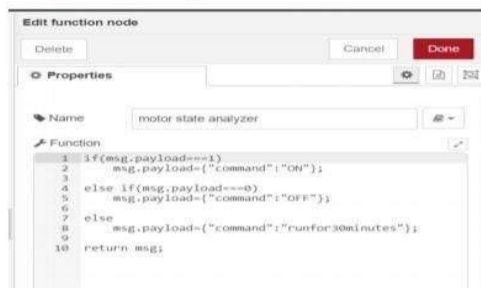 Edit function node
Delete Cancel Done
Properties
Name motor state analyzer
Function
1 if(msg.payload===1)
2 msg.payload={"command":"ON"};
3
4 else if(msg.payload===0)
5 msg.payload={"command":"OFF"};
6
7 else
8 msg.payload={"command":"runfor30minutes"};
9
10 return msg;